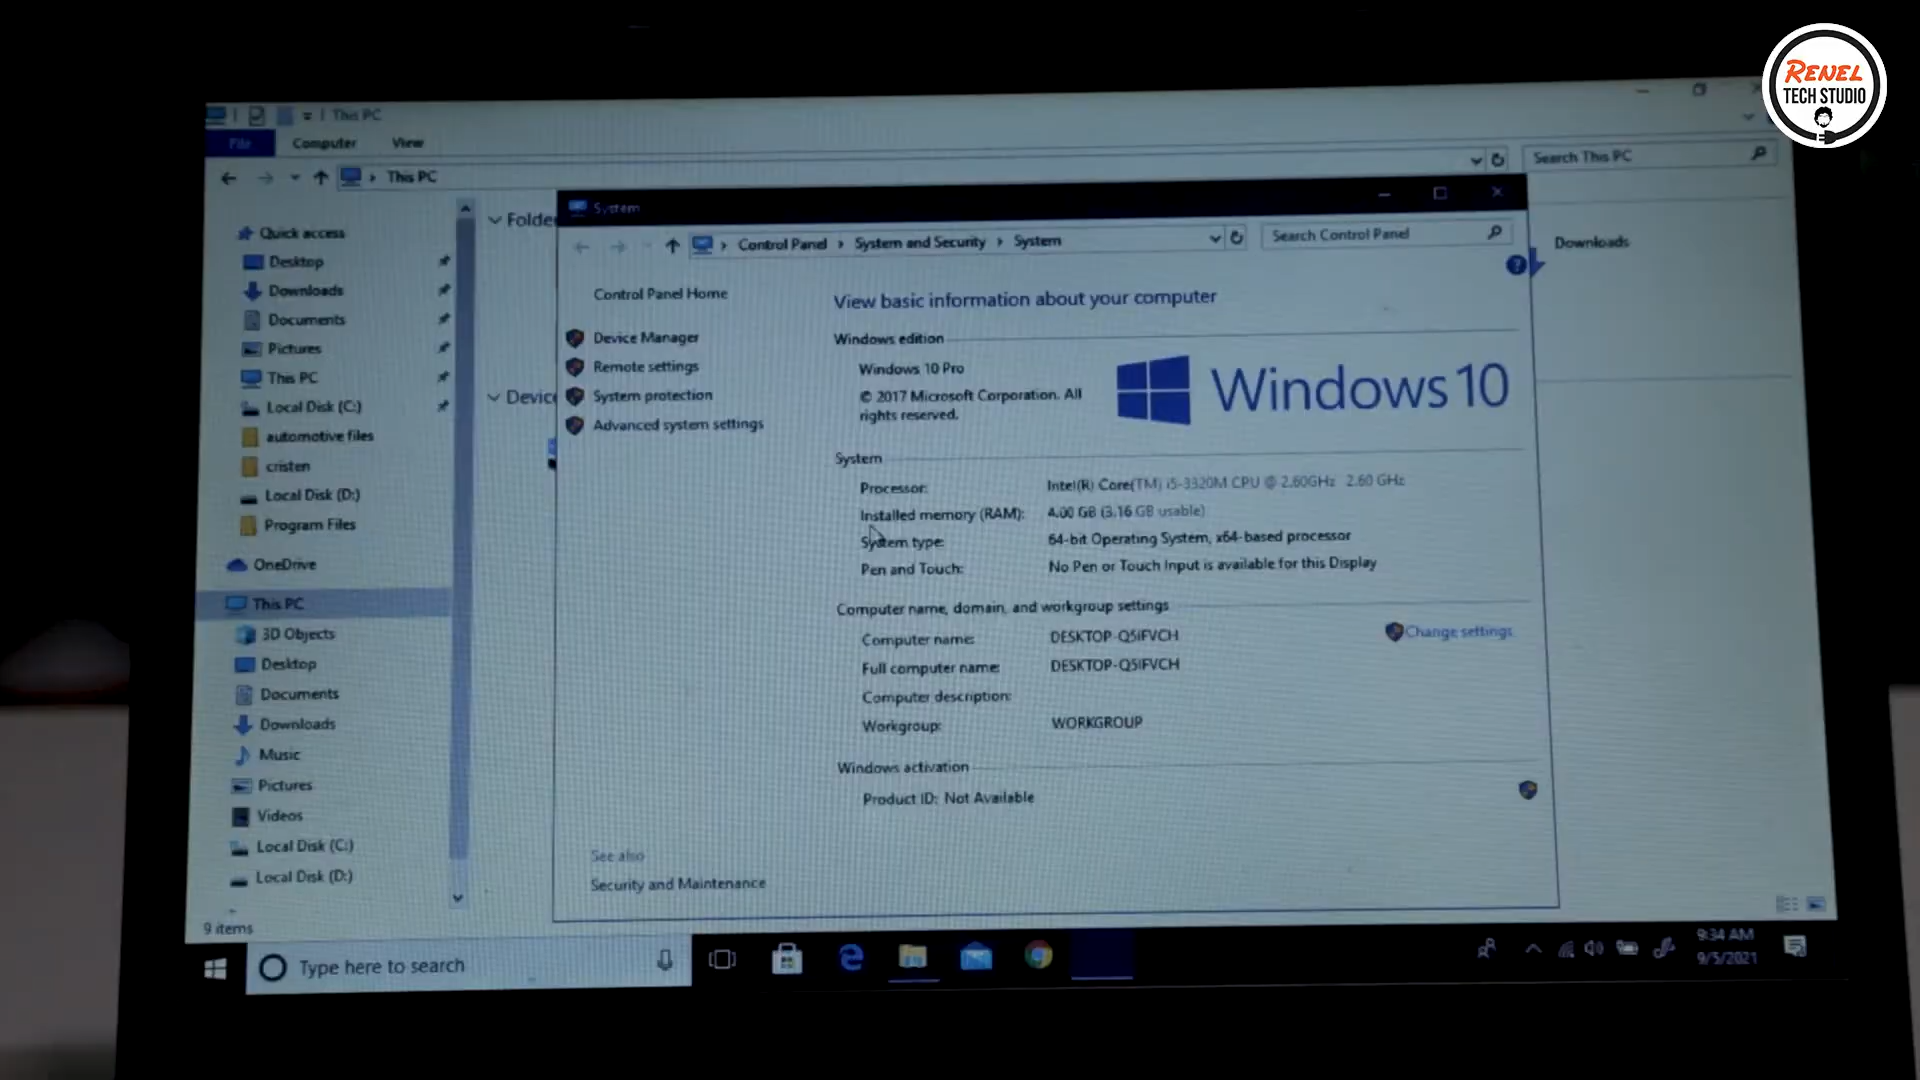 RENEL
TECH STUDIO
This PC
File Computer View
This PC
Search This PC
Quick access
Desktop
Downloads
Documents
Pictures
This PC
Local Disk (C:)
automotive files
cristen
Local Disk (D:)
Program Files
OneDrive
This PC
3D Objects
Desktop
Documents
Downloads
Music
Pictures
Videos
Local Disk (C:)
Local Disk (D:)
9 items
Folde
Devic
Downloads
System
Control Panel › System and Security › System
Search Control Panel
Control Panel Home
Device Manager
Remote settings
System protection
Advanced system settings
See also
Security and Maintenance
View basic information about your computer
Windows edition
Windows 10 Pro
© 2017 Microsoft Corporation. All
rights reserved.
Windows 10
System
Processor: Intel(R) Core(TM) i5-3320M CPU @ 2.60GHz 2.60 GHz
Installed memory (RAM): 4.00 GB (3.16 GB usable)
System type: 64-bit Operating System, x64-based processor
Pen and Touch: No Pen or Touch Input is available for this Display
Computer name, domain, and workgroup settings
Computer name: DESKTOP-Q5IFVCH
Change settings
Full computer name: DESKTOP-Q5IFVCH
Computer description:
Workgroup: WORKGROUP
Windows activation
Product ID: Not Available
Type here to search
9:34 AM
9/5/2021